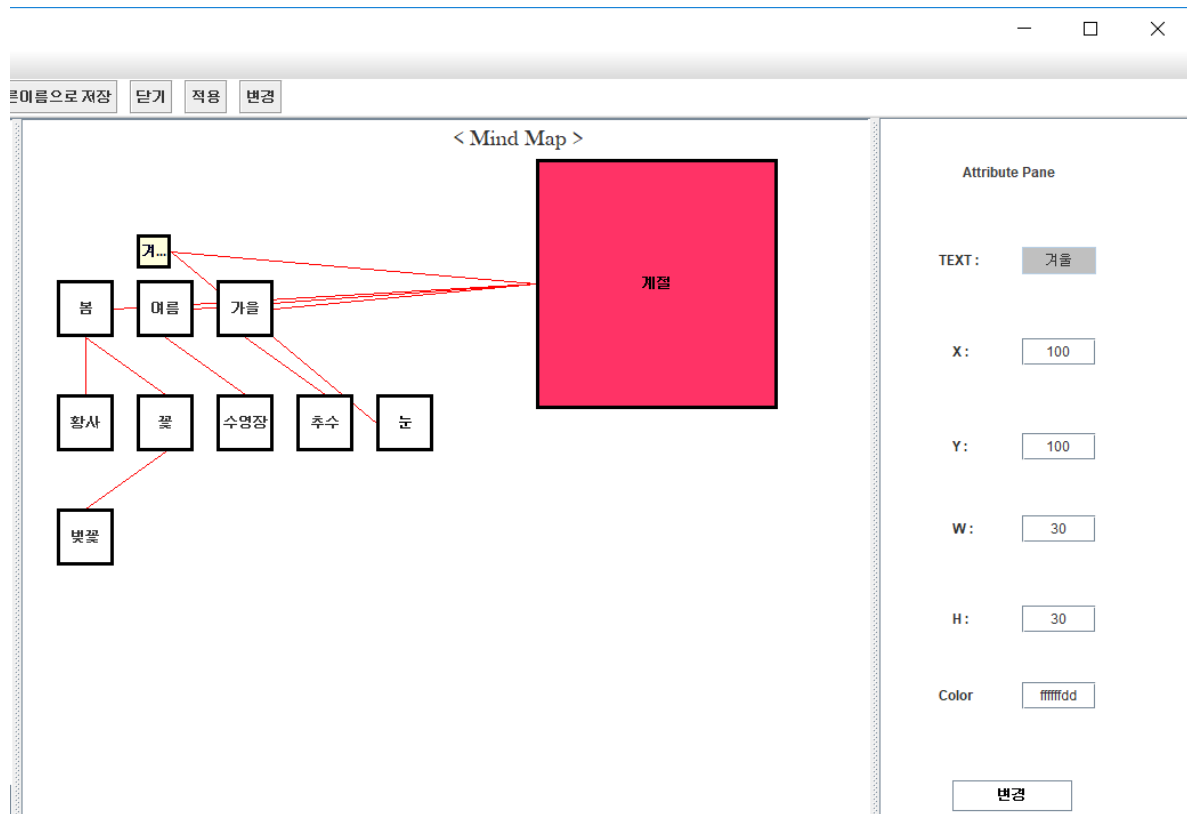 른이름으로 저장 닫기 적용 변경
< Mind Map >
겨...
계절
봄 여름 가을
황사 꽃 수영장 추수 눈
벚꽃
Attribute Pane
TEXT : 겨울
X : 100
Y : 100
W : 30
H : 30
Color ffffffdd
변경